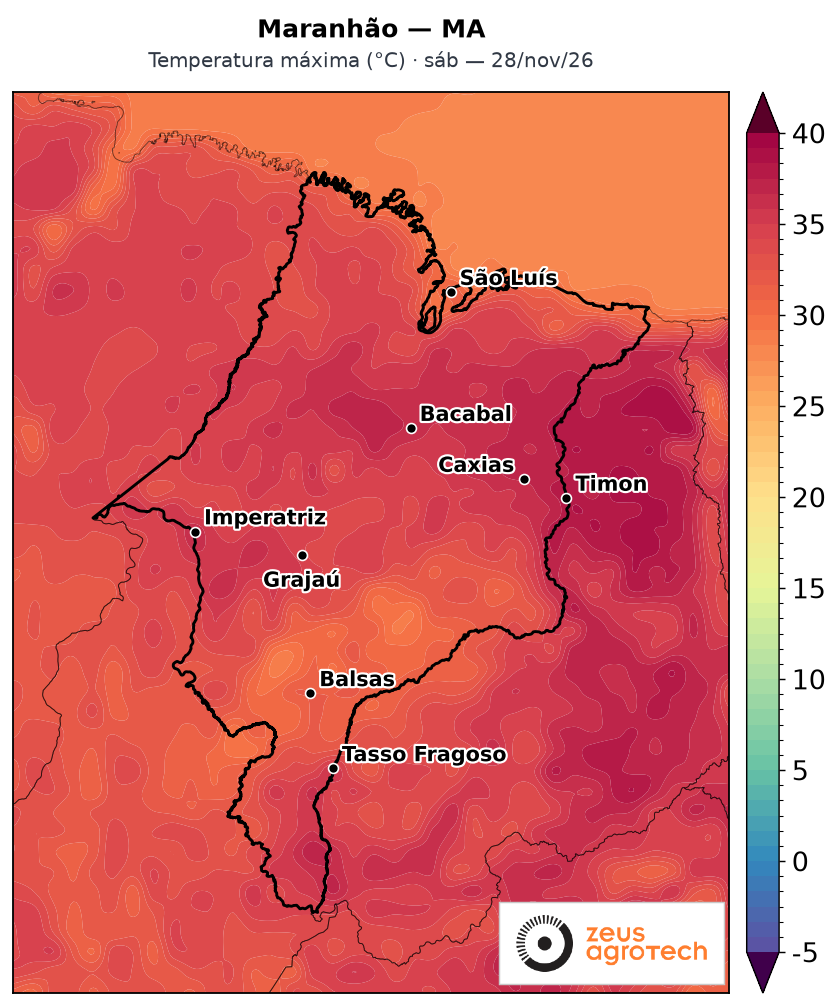 Maranhão — MA
Temperatura máxima (°C) · sáb — 28/nov/26
São Luís
Bacabal
Caxias
Timon
Imperatriz
Grajaú
Balsas
Tasso Fragoso
40
35
30
25
20
15
10
5
0
-5
zeus
agrotech